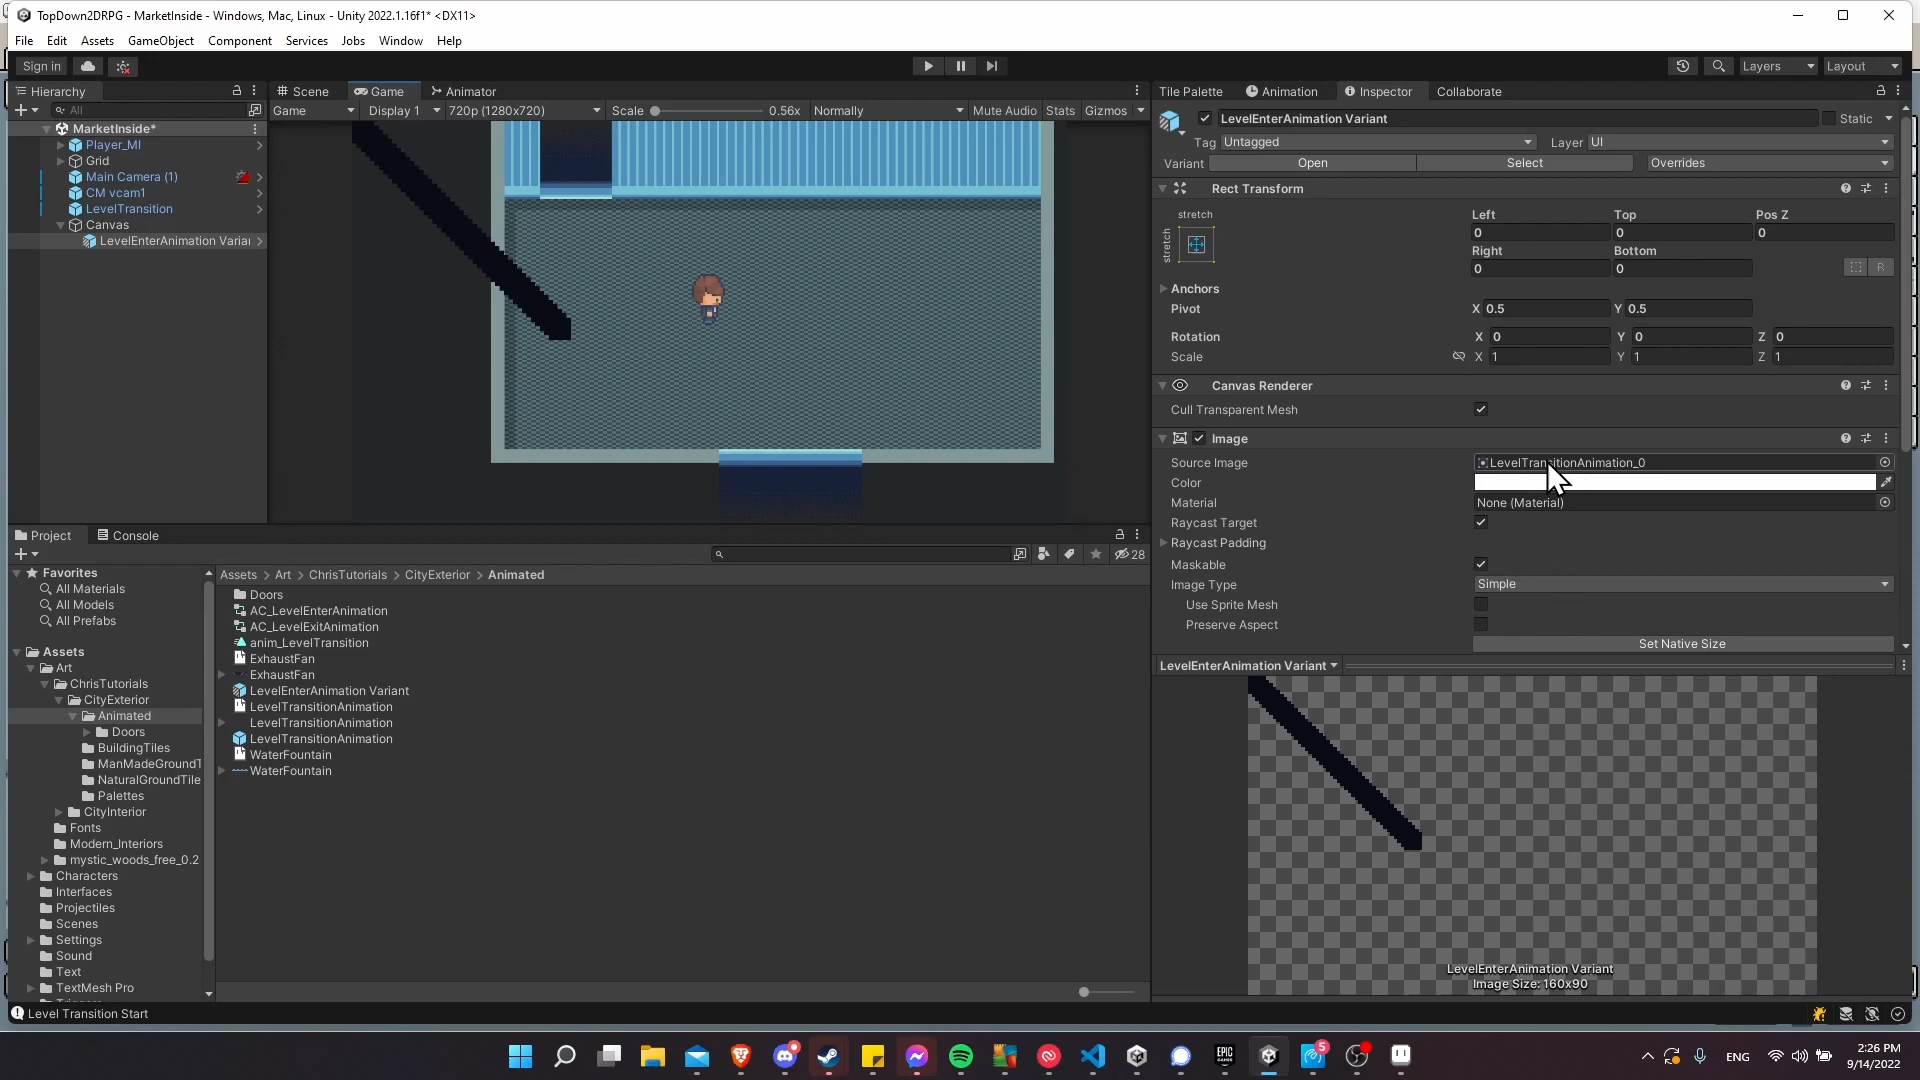 TopDown2DRPG - MarketInside - Windows, Mac, Linux - Unity 2022.1.16f1* <DX11>
File Edit Assets GameObject Component Services Jobs Window Help
Sign in Layers Layout
Hierarchy Scene Game Animator Tile Palette Animation Inspector Collaborate
All Game Display 1 720p (1280x720) Scale 0.56x Normally Mute Audio Stats Gizmos
MarketInside*
Player_MI
Grid
Main Camera (1)
CM vcam1
LevelTransition
Canvas
LevelEnterAnimation Varia
LevelEnterAnimation Variant Static
Tag Untagged Layer UI
Variant Open Select Overrides
Rect Transform
stretch Left Top Pos Z
stretch 0 0 0
Right Bottom
0 0 R
Anchors
Pivot X 0.5 Y 0.5
Rotation X 0 Y 0 Z 0
Scale X 1 Y 1 Z 1
Canvas Renderer
Cull Transparent Mesh
Image
Source Image LevelTransitionAnimation_0
Color
Material None (Material)
Raycast Target
Raycast Padding
Maskable
Image Type Simple
Use Sprite Mesh
Preserve Aspect
Set Native Size
LevelEnterAnimation Variant
LevelEnterAnimation Variant
Image Size: 160x90
Project Console
28
Favorites
All Materials
All Models
All Prefabs
Assets
Art
ChrisTutorials
CityExterior
Animated
Doors
BuildingTiles
ManMadeGroundT
NaturalGroundTile
Palettes
CityInterior
Fonts
Modern_Interiors
mystic_woods_free_0.2
Characters
Interfaces
Projectiles
Scenes
Settings
Sound
Text
TextMesh Pro
Assets > Art > ChrisTutorials > CityExterior > Animated
Doors
AC_LevelEnterAnimation
AC_LevelExitAnimation
anim_LevelTransition
ExhaustFan
ExhaustFan
LevelEnterAnimation Variant
LevelTransitionAnimation
LevelTransitionAnimation
LevelTransitionAnimation
WaterFountain
WaterFountain
Level Transition Start
EPIC GAMES
5
ENG
2:26 PM
9/14/2022